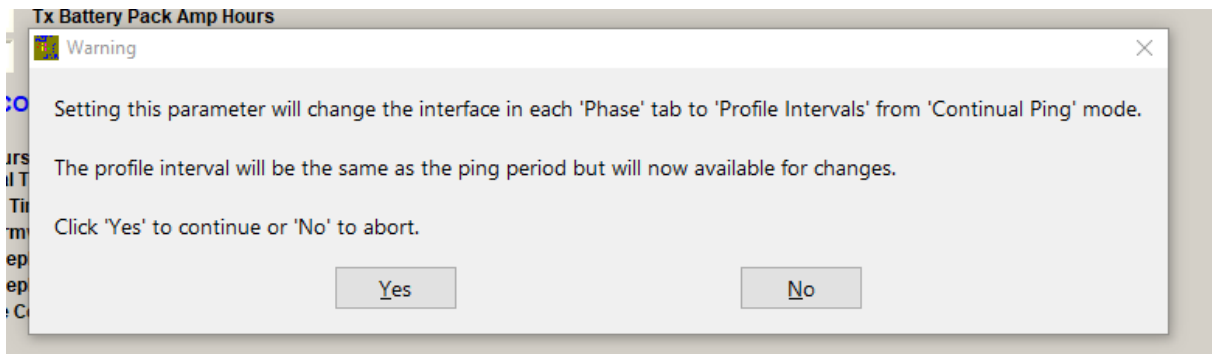 Tx Battery Pack Amp Hours
Warning
Setting this parameter will change the interface in each 'Phase' tab to 'Profile Intervals' from 'Continual Ping' mode.
The profile interval will be the same as the ping period but will now available for changes.
Click 'Yes' to continue or 'No' to abort.
Yes
No